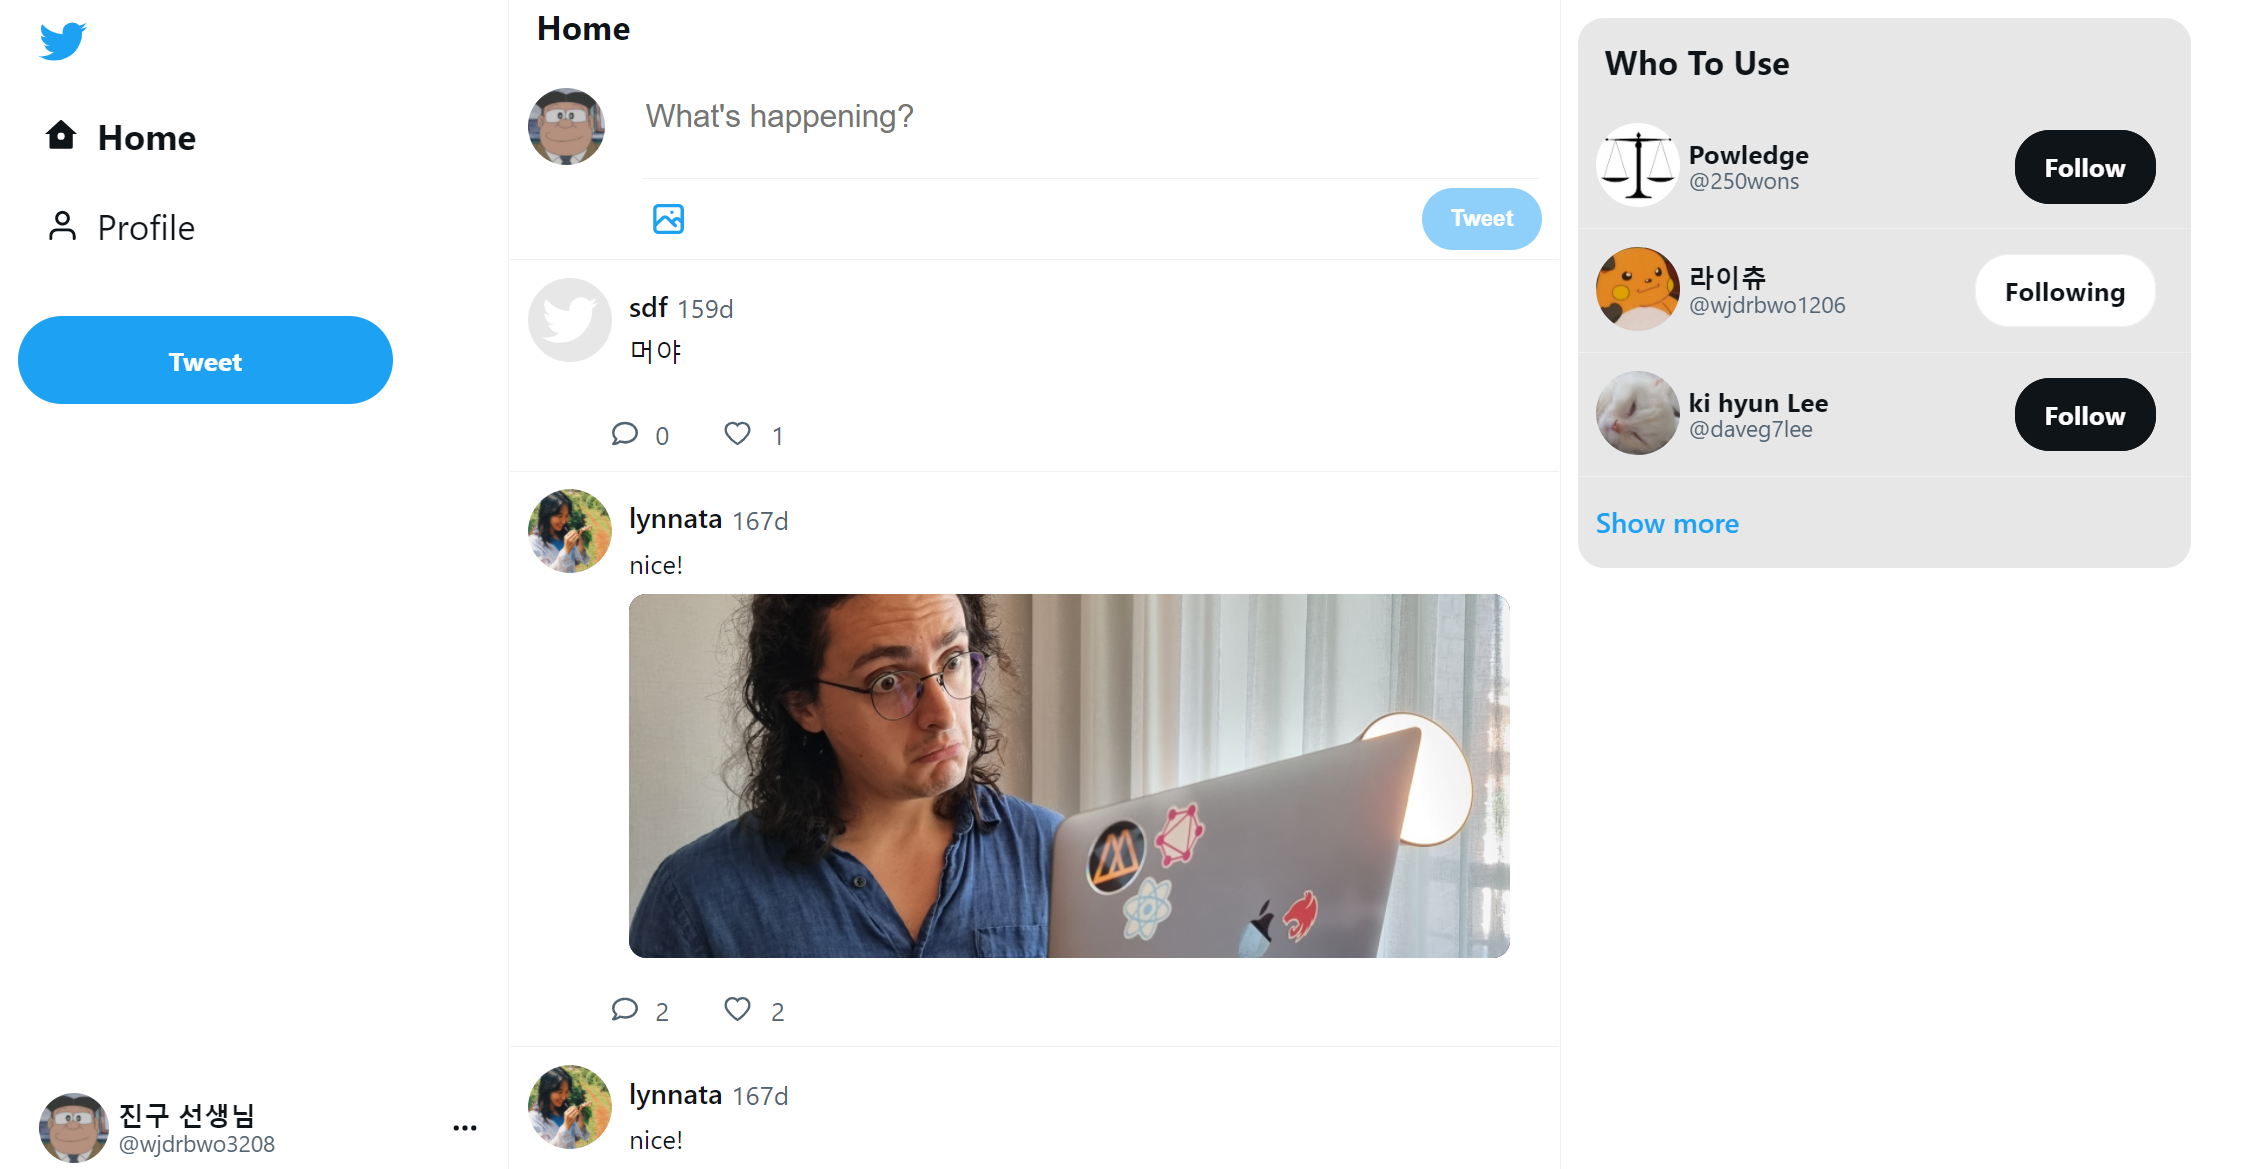 Home
Profile
Tweet
진구 선생님
@wjdrbwo3208
Home
What's happening?
Tweet
sdf 159d
머야
0 1
lynnata 167d
nice!
2 2
lynnata 167d
nice!
Who To Use
Powledge
@250wons
Follow
라이츄
@wjdrbwo1206
Following
ki hyun Lee
@daveg7lee
Follow
Show more